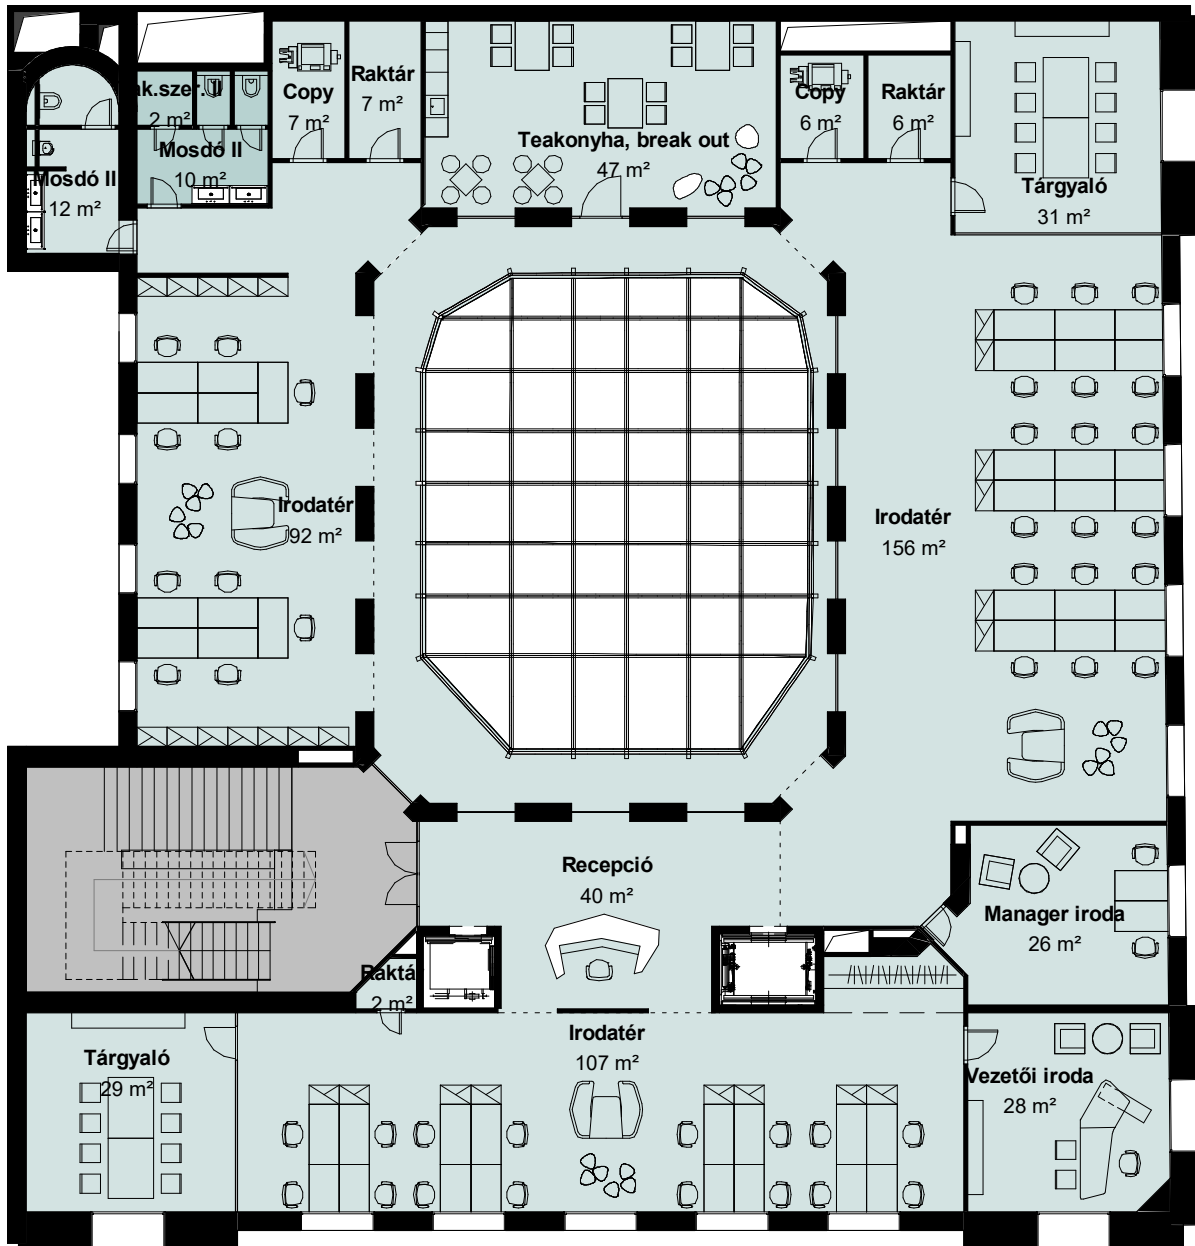 Copy
7 m²
Raktár
7 m²
Teakonyha, break out
47 m²
Copy
6 m²
Raktár
6 m²
Tárgyaló
31 m²
ak.szer.
2 m²
Mosdó II
10 m²
Mosdó II
12 m²
Irodatér
92 m²
Irodatér
156 m²
Recepció
40 m²
Manager iroda
26 m²
Raktá
2 m²
Irodatér
107 m²
Tárgyaló
29 m²
Vezetői iroda
28 m²